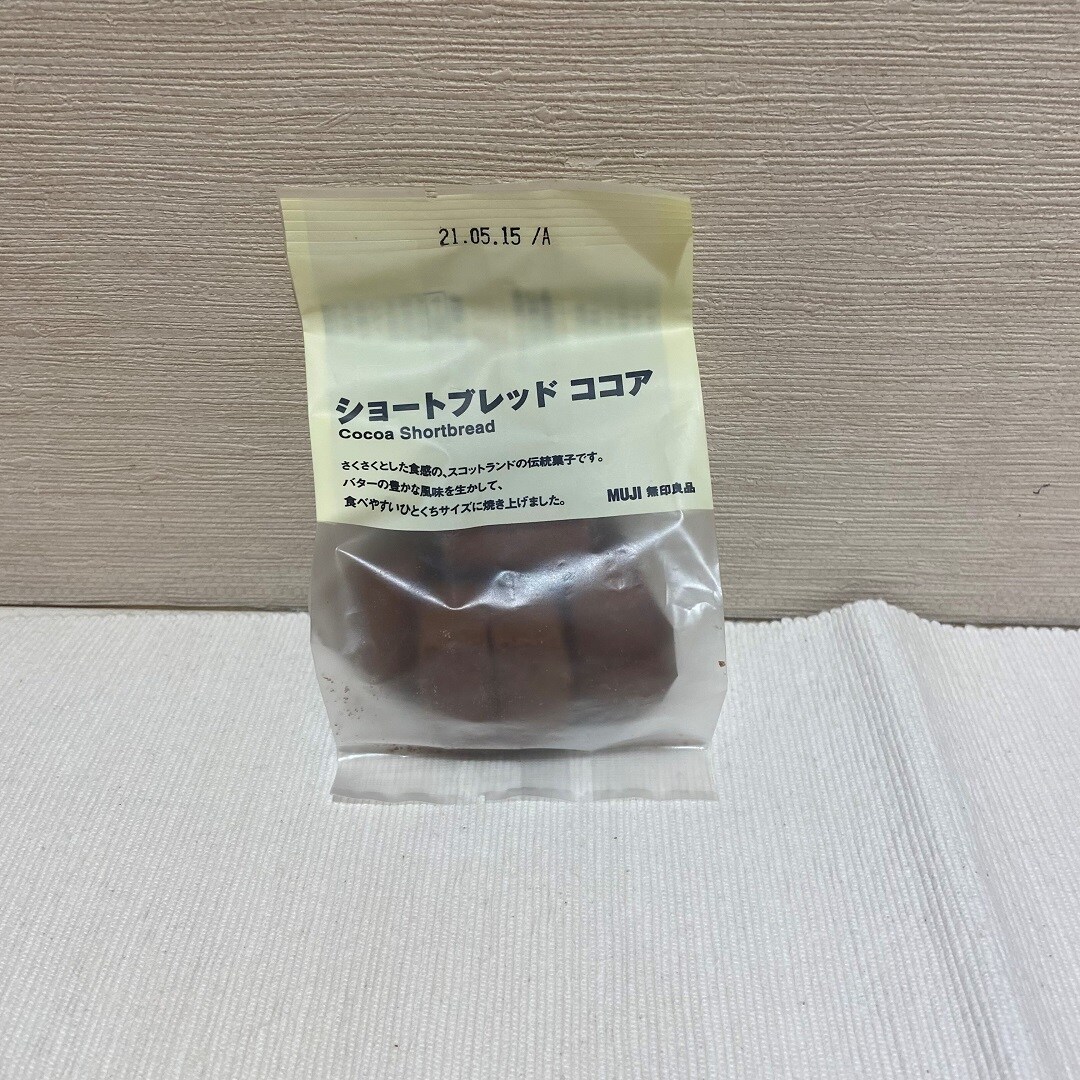 21.05.15 /A
ショートブレッド ココア
Cocoa Shortbread
さくさくとした食感の、スコットランドの伝統菓子です。
バターの豊かな風味を生かして、
食べやすいひとくちサイズに焼き上げました。
MUJI 無印良品